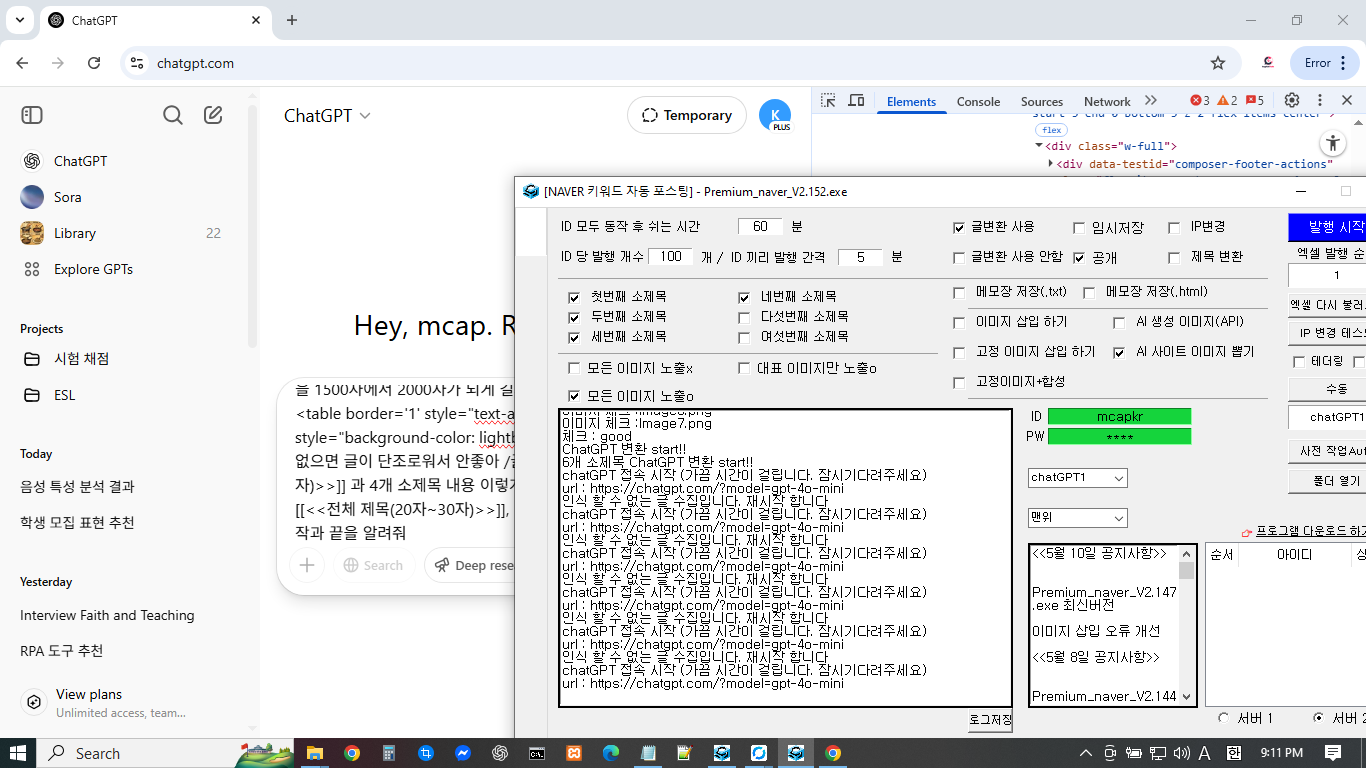 ChatGPT
chatgpt.com
Error
ChatGPT
Sora
Library
22
Explore GPTs
Projects
시험 채점
ESL
Today
음성 특성 분석 결과
학생 모집 표현 추천
Yesterday
Interview Faith and Teaching
RPA 도구 추천
View plans
Unlimited access, team...
ChatGPT
Temporary
K
PLUS
Hey, mcap. R
을 1500자에서 2000자가 되게 길
<table border='1' style="text-a
style="background-color: lightb
없으면 글이 단조로워서 안좋아 /
자)>>]] 과 4개 소제목 내용 이렇게
[[<<전체 제목(20자~30자)>>]],
작과 끝을 알려줘
Search
Deep rese
Elements
Console
Sources
Network
3
2
5
flex
<div class="w-full">
<div data-testid="composer-footer-actions"
[NAVER 키워드 자동 포스팅] - Premium_naver_V2.152.exe
ID 모두 동작 후 쉬는 시간
60
분
ID 당 발행 개수
100
개 / ID 끼리 발행 간격
5
분
글변환 사용
임시저장
IP변경
글변환 사용 안함
공개
제목 변환
첫번째 소제목
네번째 소제목
두번째 소제목
다섯번째 소제목
세번째 소제목
여섯번째 소제목
모든 이미지 노출x
대표 이미지만 노출o
모든 이미지 노출o
메모장 저장(,txt)
메모장 저장(,html)
이미지 삽입 하기
AI 생성 이미지(API)
고정 이미지 삽입 하기
AI 사이트 이미지 뽑기
고정이미지+합성
발행 시작
엑셀 발행 순
1
엑셀 다시 불러.
IP 변경 테스
테더링
수동
chatGPT1
사전 작업Aut
폴더 열기
이미지 체크 :Image6.png
이미지 체크 :Image7.png
체크 : good
ChatGPT 변환 start!!
6개 소제목 ChatGPT 변환 start!!
chatGPT 접속 시작 (가끔 시간이 걸립니다. 잠시기다려주세요)
url : https://chatgpt.com/?model=gpt-4o-mini
인식 할 수 없는 글 수집입니다. 재시작 합니다
chatGPT 접속 시작 (가끔 시간이 걸립니다. 잠시기다려주세요)
url : https://chatgpt.com/?model=gpt-4o-mini
인식 할 수 없는 글 수집입니다. 재시작 합니다
chatGPT 접속 시작 (가끔 시간이 걸립니다. 잠시기다려주세요)
url : https://chatgpt.com/?model=gpt-4o-mini
인식 할 수 없는 글 수집입니다. 재시작 합니다
chatGPT 접속 시작 (가끔 시간이 걸립니다. 잠시기다려주세요)
url : https://chatgpt.com/?model=gpt-4o-mini
인식 할 수 없는 글 수집입니다. 재시작 합니다
chatGPT 접속 시작 (가끔 시간이 걸립니다. 잠시기다려주세요)
url : https://chatgpt.com/?model=gpt-4o-mini
인식 할 수 없는 글 수집입니다. 재시작 합니다
chatGPT 접속 시작 (가끔 시간이 걸립니다. 잠시기다려주세요)
url : https://chatgpt.com/?model=gpt-4o-mini
로그저장
ID
mcapkr
PW
****
chatGPT1
맨위
프로그램 다운로드 하기
<<5월 10일 공지사항>>
Premium_naver_V2,147
,exe 최신버전
이미지 삽입 오류 개선
<<5월 8일 공지사항>>
Premium_naver_V2,144
순서
아이디
서버 1
서버 2
Search
A
한
9:11 PM